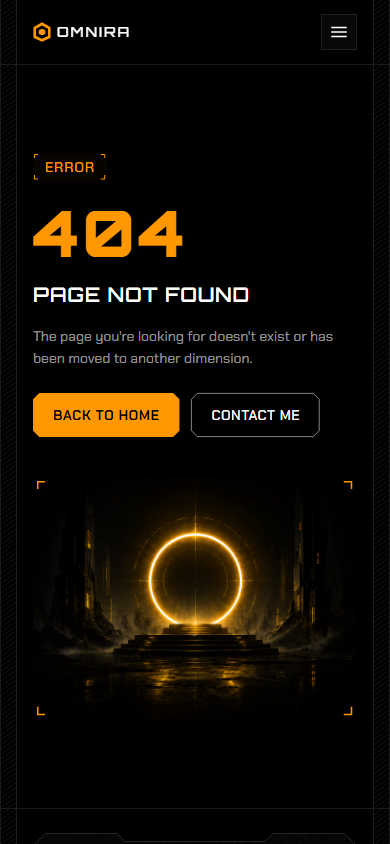 OMNIRA
ERROR
404
PAGE NOT FOUND
The page you're looking for doesn't exist or has
been moved to another dimension.
BACK TO HOME
CONTACT ME